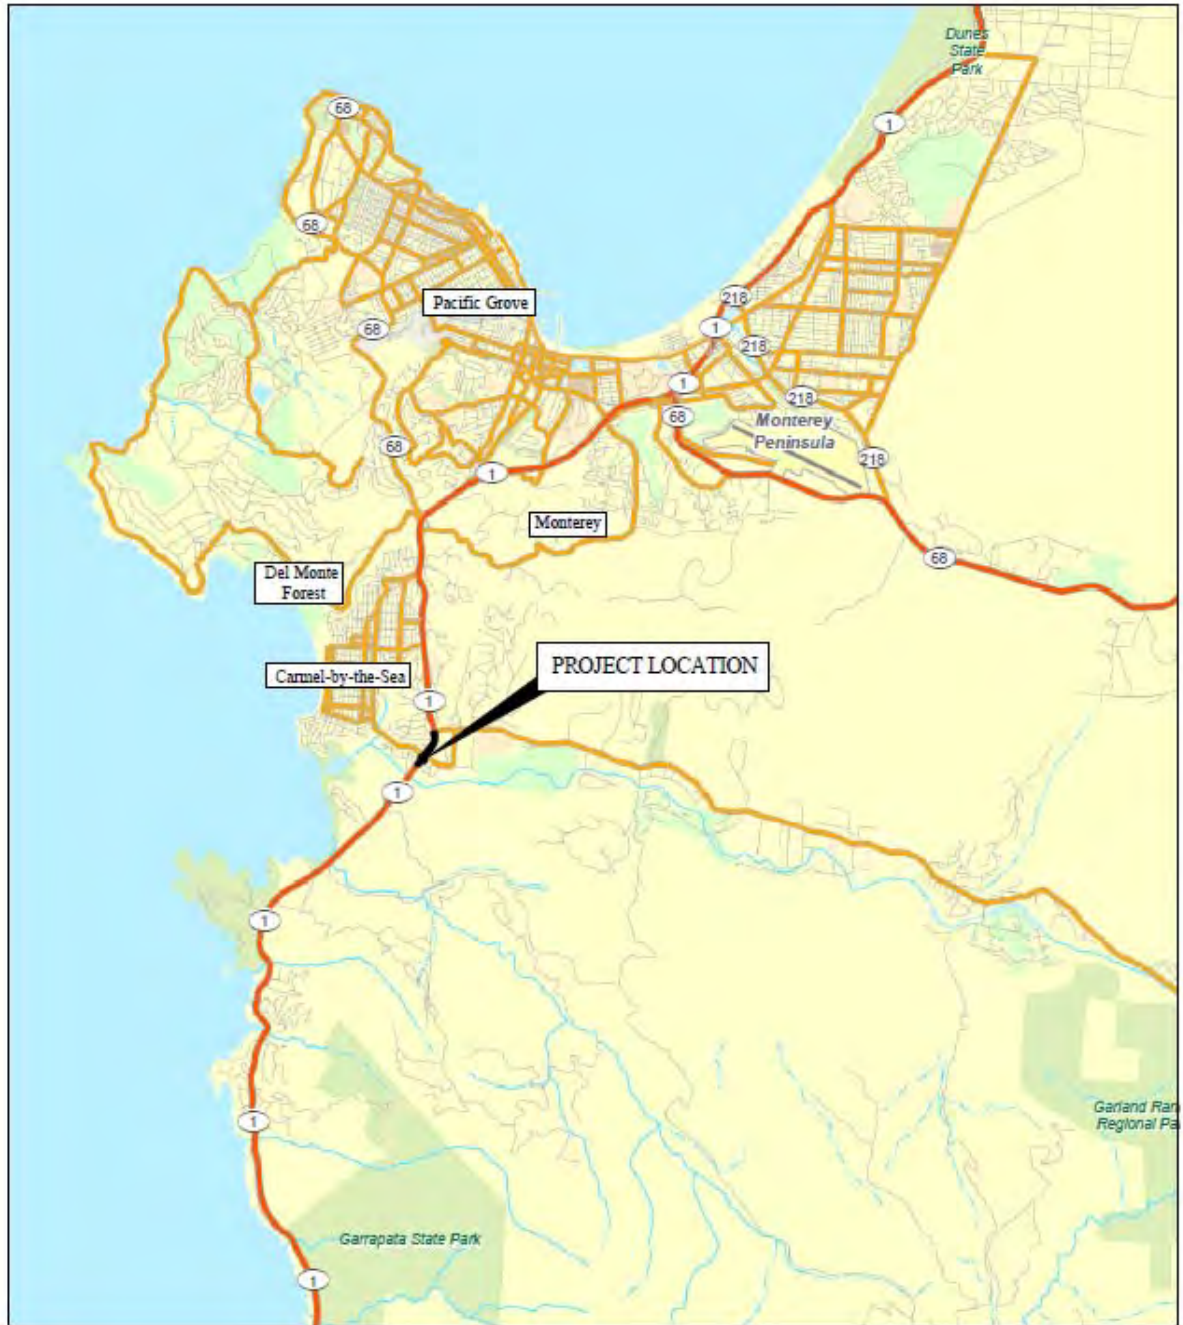 Dunes
State
Park
68
1
68
Pacific Grove
218
68
1
218
1
218
68
Monterey
Peninsula
68
218
1
Monterey
68
Del Monte
Forest
PROJECT LOCATION
Carmel-by-the-Sea
1
1
1
Garland Ran
Regional Pa
1
Garrapata State Park
1